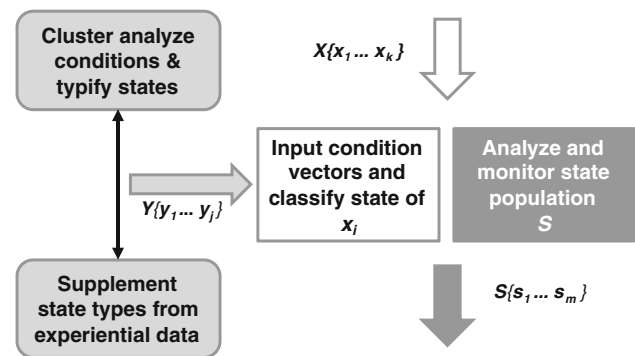 Cluster analyze
conditions &
typify states
X{x₁... xₖ}
Input condition
vectors and
classify state of
xᵢ
Analyze and
monitor state
population
S
Y{y₁... yⱼ}
Supplement
state types from
experiential data
S{s₁... sₘ}